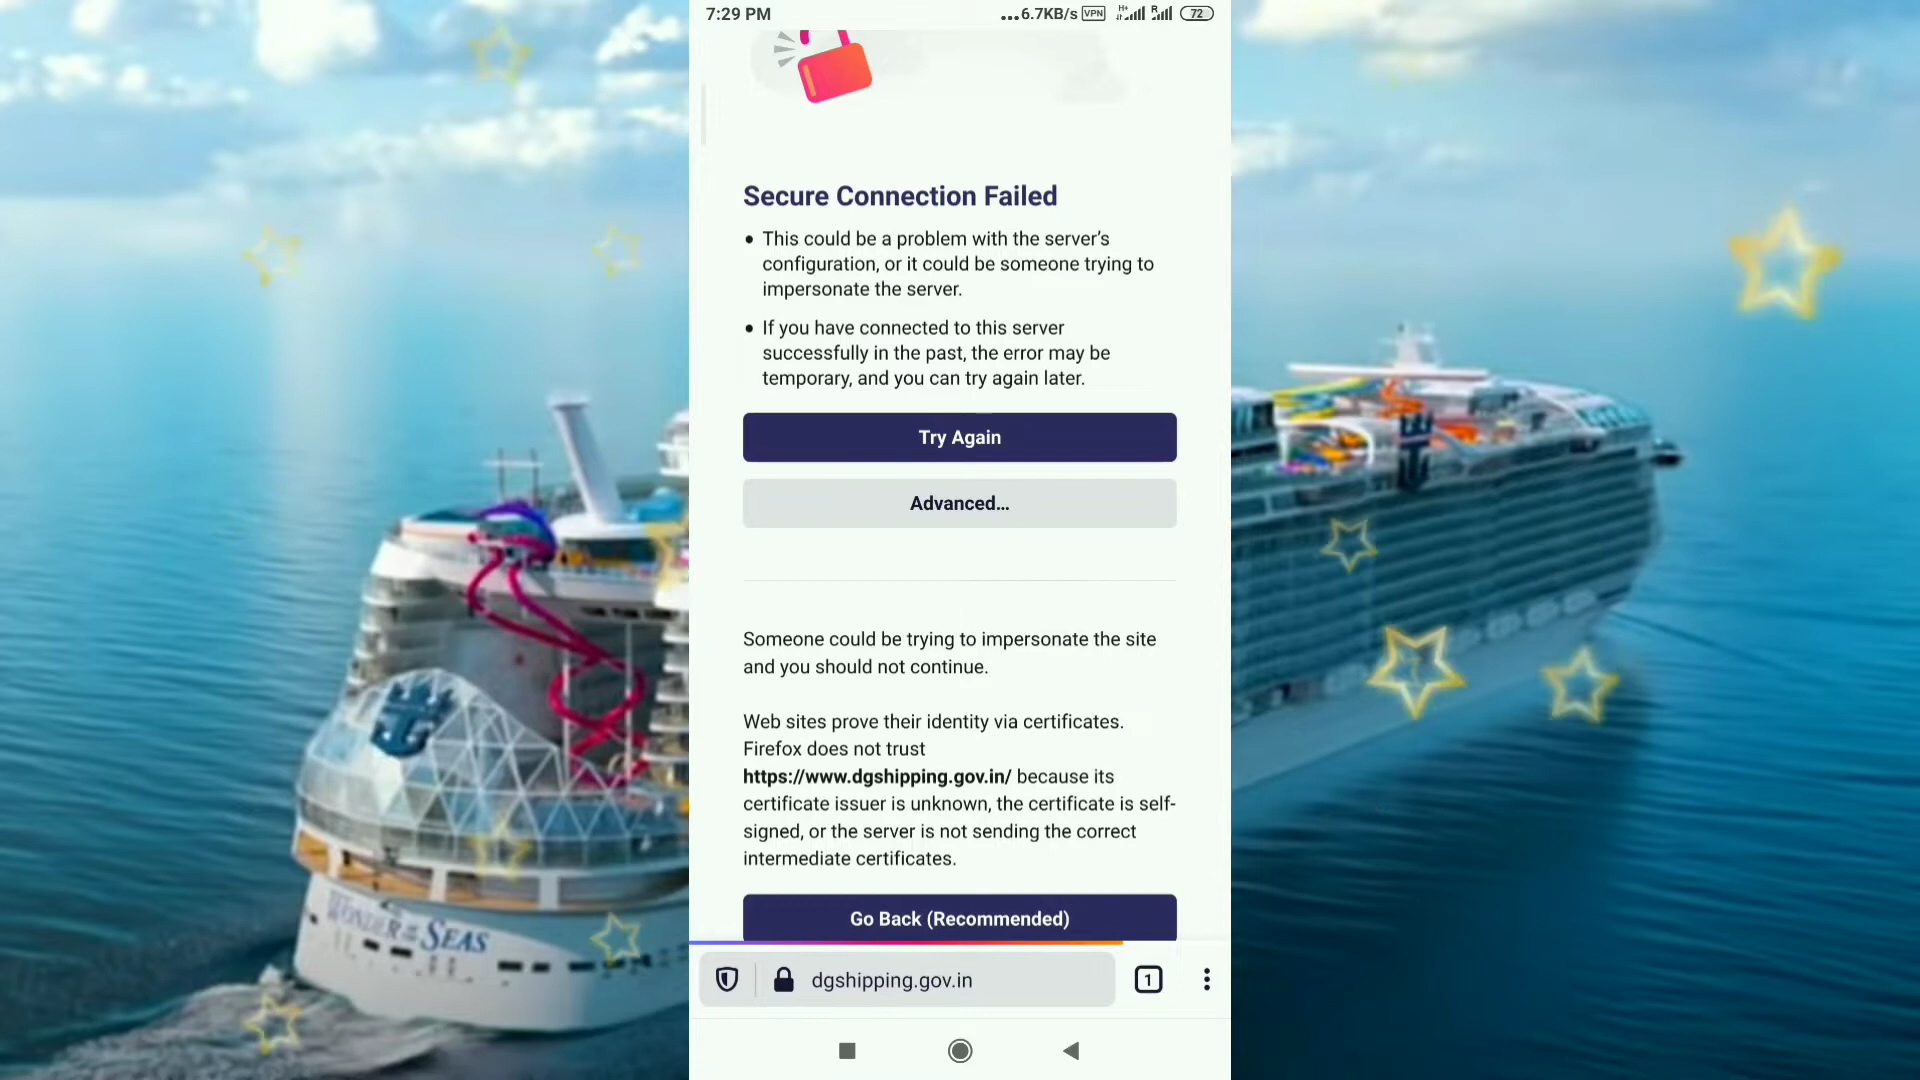 7:29 PM
...6.7KB/s VPN H+ R 72
Secure Connection Failed
• This could be a problem with the server’s
configuration, or it could be someone trying to
impersonate the server.
• If you have connected to this server
successfully in the past, the error may be
temporary, and you can try again later.
Try Again
Advanced…
Someone could be trying to impersonate the site
and you should not continue.
Web sites prove their identity via certificates.
Firefox does not trust
https://www.dgshipping.gov.in/ because its
certificate issuer is unknown, the certificate is self-
signed, or the server is not sending the correct
intermediate certificates.
Go Back (Recommended)
dgshipping.gov.in
1
WONDER OF THE SEAS